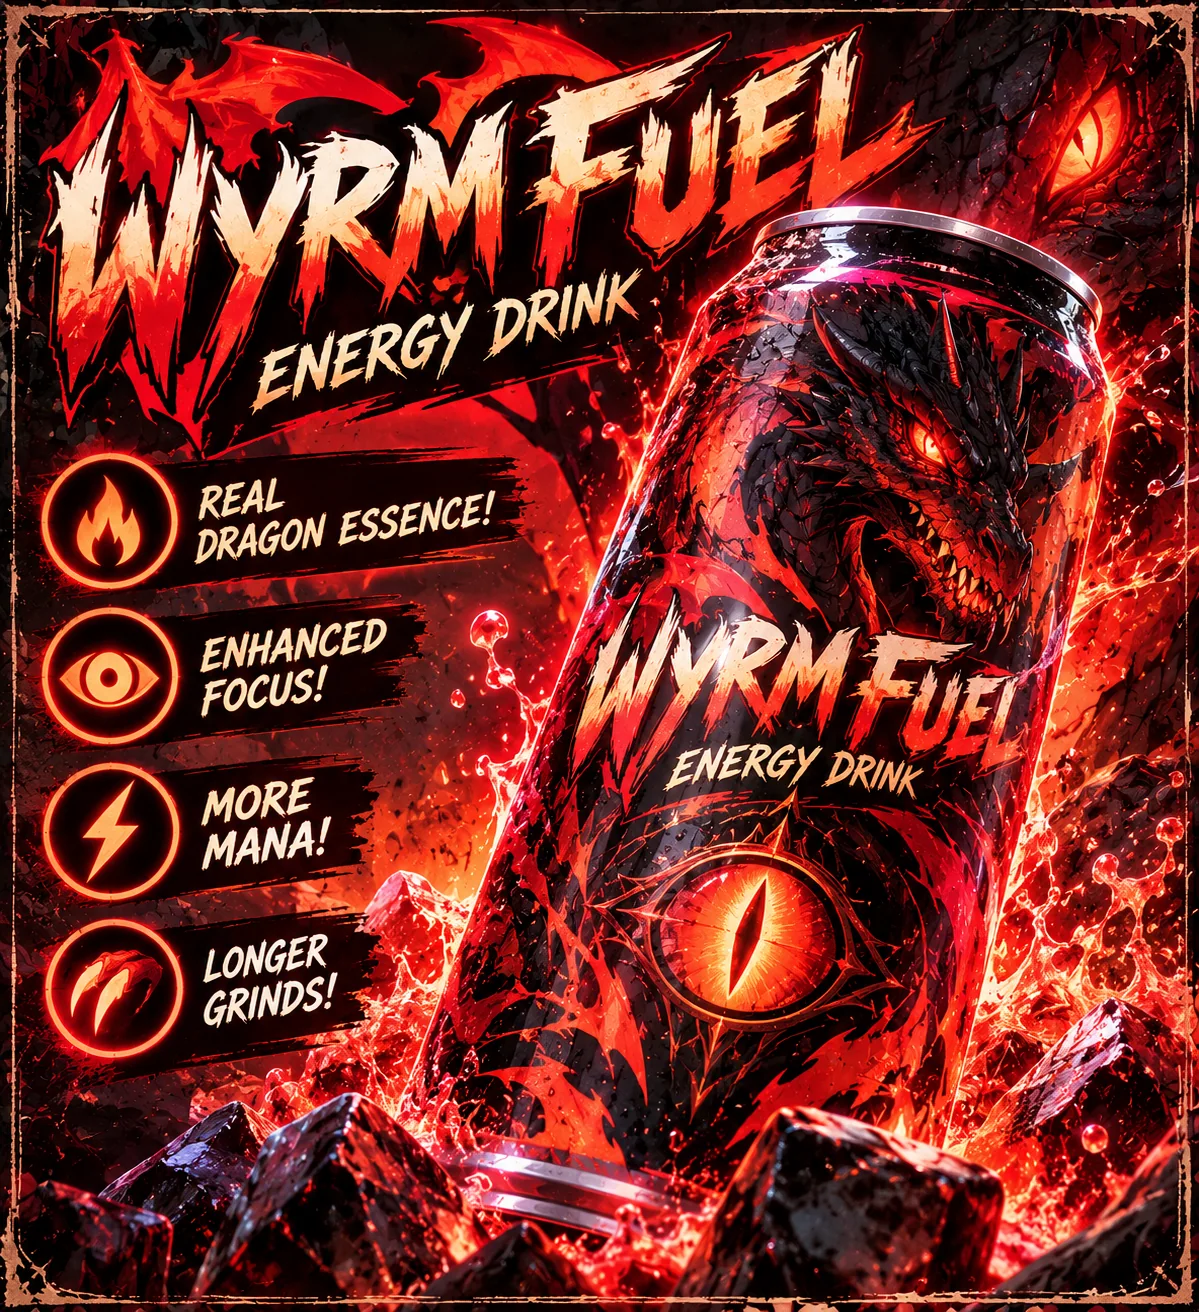 WYRM FUEL
ENERGY DRINK
REAL
DRAGON ESSENCE!
ENHANCED
FOCUS!
MORE
MANA!
LONGER
GRINDS!
WYRM FUEL
ENERGY DRINK